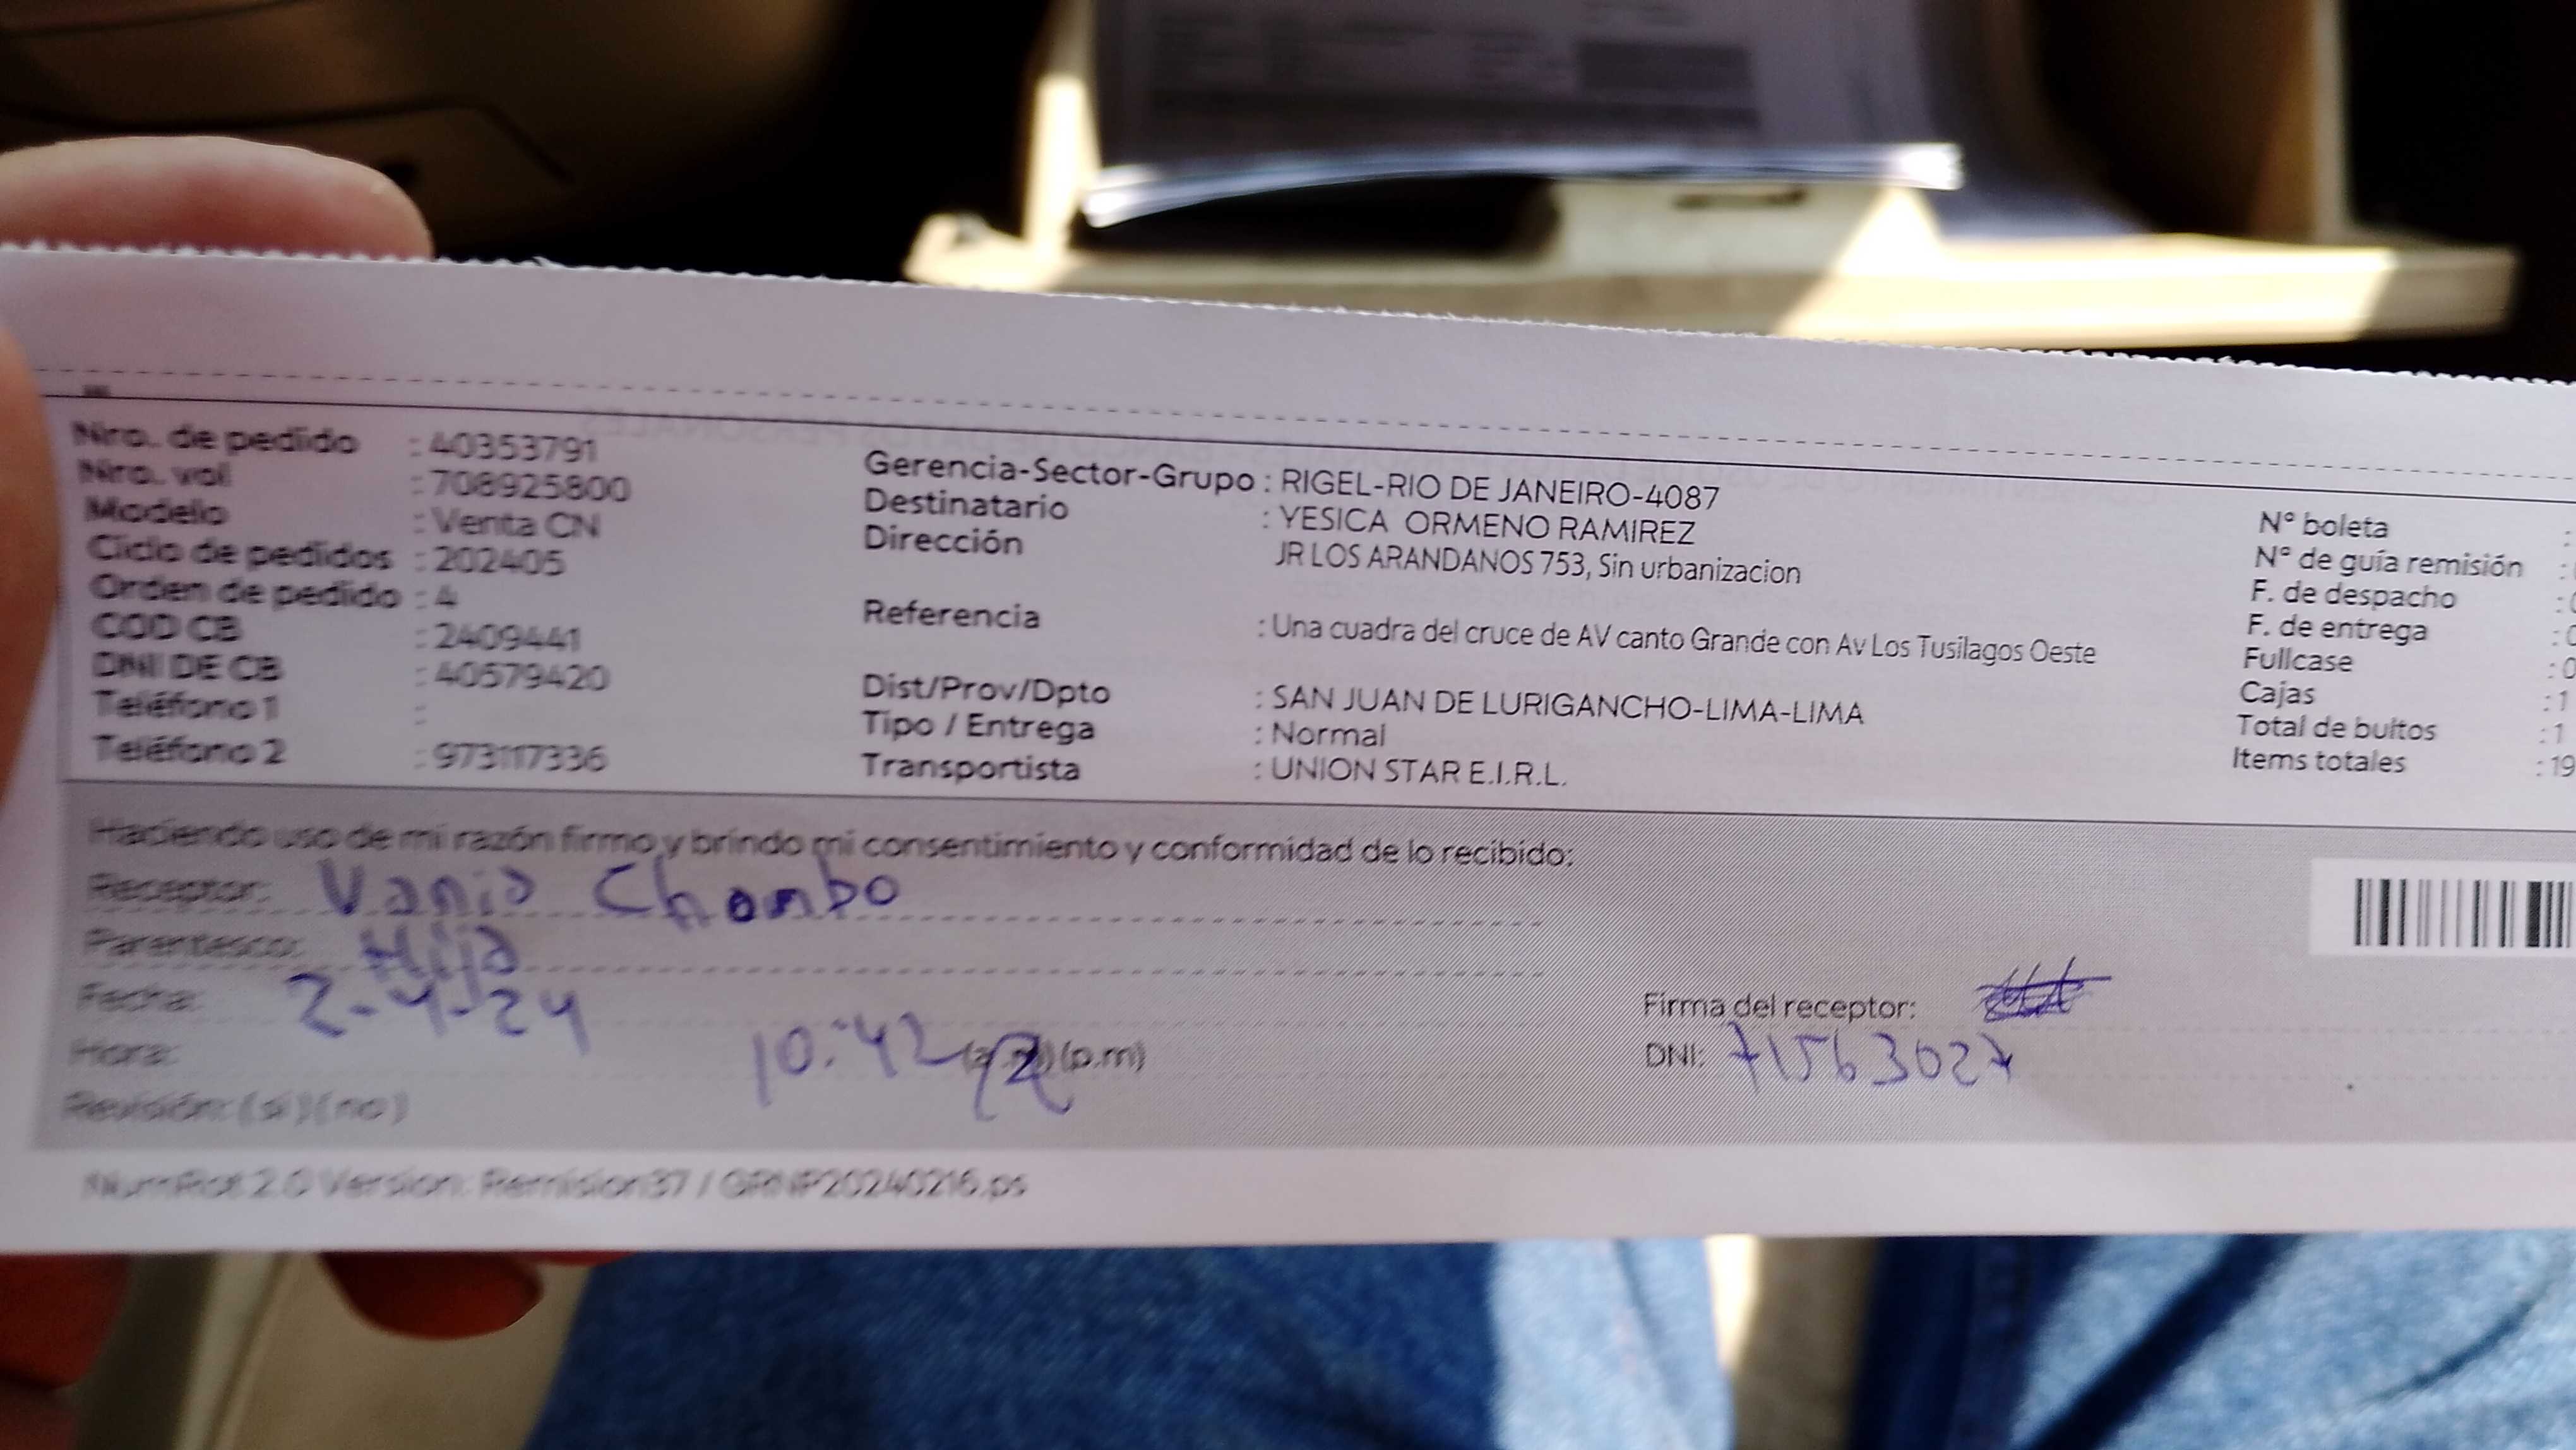 Nro. de pedido : 40353791
Nro. vol : 708925800
Modelo : Venta CN
Ciclo de pedidos : 202405
Orden de pedido : 4
COD CB : 2409441
DNI DE CB : 40579420
Teléfono 1 :
Teléfono 2 : 973117336
Gerencia-Sector-Grupo : RIGEL-RIO DE JANEIRO-4087
Destinatario : YESICA ORMENO RAMIREZ
Dirección JR LOS ARANDANOS 753, Sin urbanizacion
Referencia : Una cuadra del cruce de AV canto Grande con Av Los Tusilagos Oeste
Dist/Prov/Dpto : SAN JUAN DE LURIGANCHO-LIMA-LIMA
Tipo / Entrega : Normal
Transportista : UNION STAR E.I.R.L.
N° boleta :
N° de guía remisión :
F. de despacho :
F. de entrega :
Fullcase : 0
Cajas : 1
Total de bultos : 1
Items totales : 19
Haciendo uso de mi razón firmo y brindo mi consentimiento y conformidad de lo recibido:
Receptor: Vania Chombo
Parentesco: Hija
Fecha: 2-4-24
Hora: 10:42 (p.m)
Revisión: (si) (no)
Firma del receptor:
DNI: 71563027
NumRot 2.0 Version: Remision37 / GRNP20240216.ps